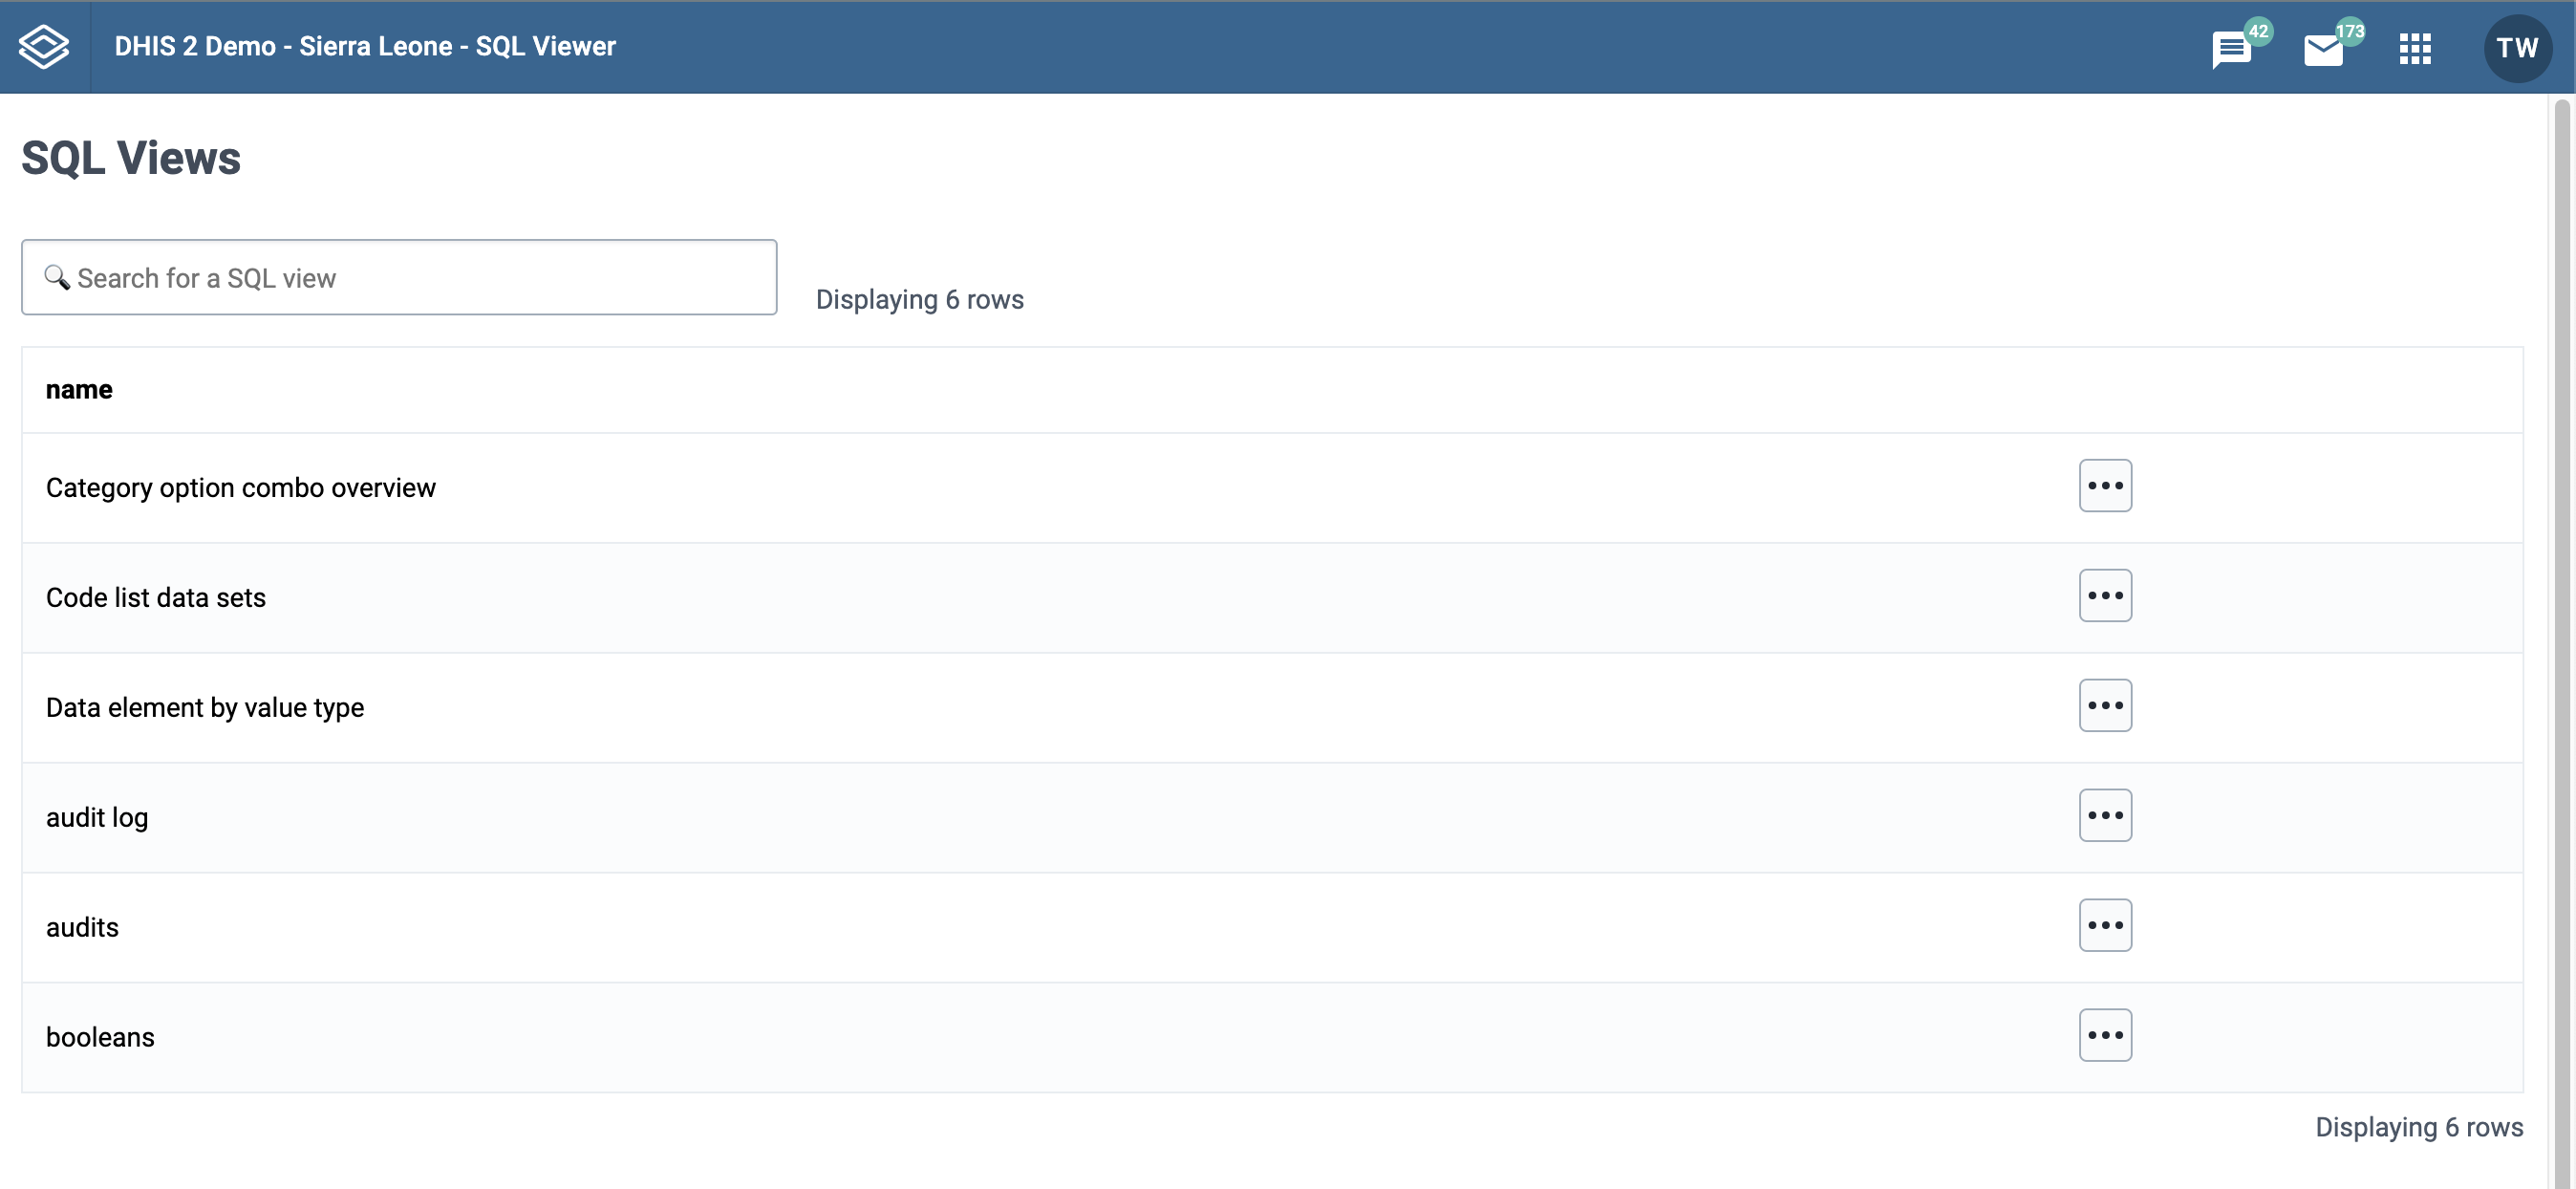 DHIS 2 Demo - Sierra Leone - SQL Viewer
42
173
TW
SQL Views
Search for a SQL view
Displaying 6 rows
name
Category option combo overview
Code list data sets
Data element by value type
audit log
audits
booleans
Displaying 6 rows